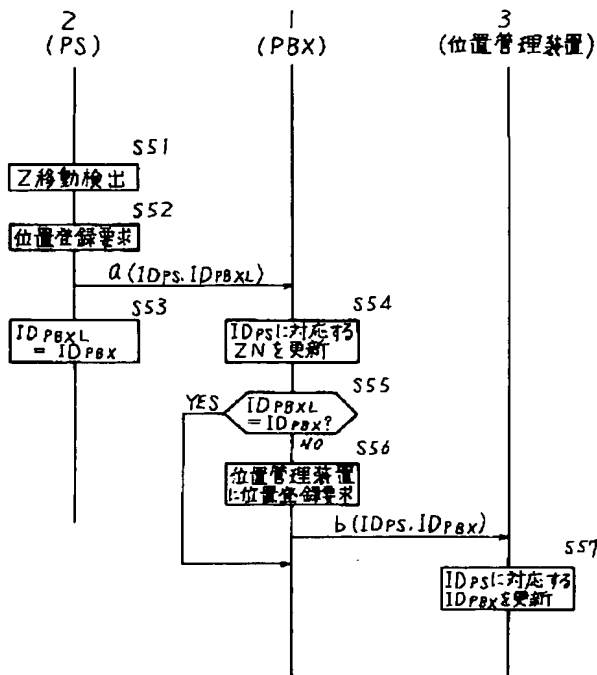 2
(PS)
1
(PBX)
3
(位置管理装置)
S51
Z移動検出
S52
位置登録要求
a(IDPS.IDPBXL)
S53
IDPBXL
=IDPBX
S54
IDPSに対応する
ZNを更新
S55
YES
IDPBXL
=IDPBX?
NO
S56
位置管理装置
に位置登録要求
b(IDPS.IDPBX)
S57
IDPSに対応する
IDPBXを更新